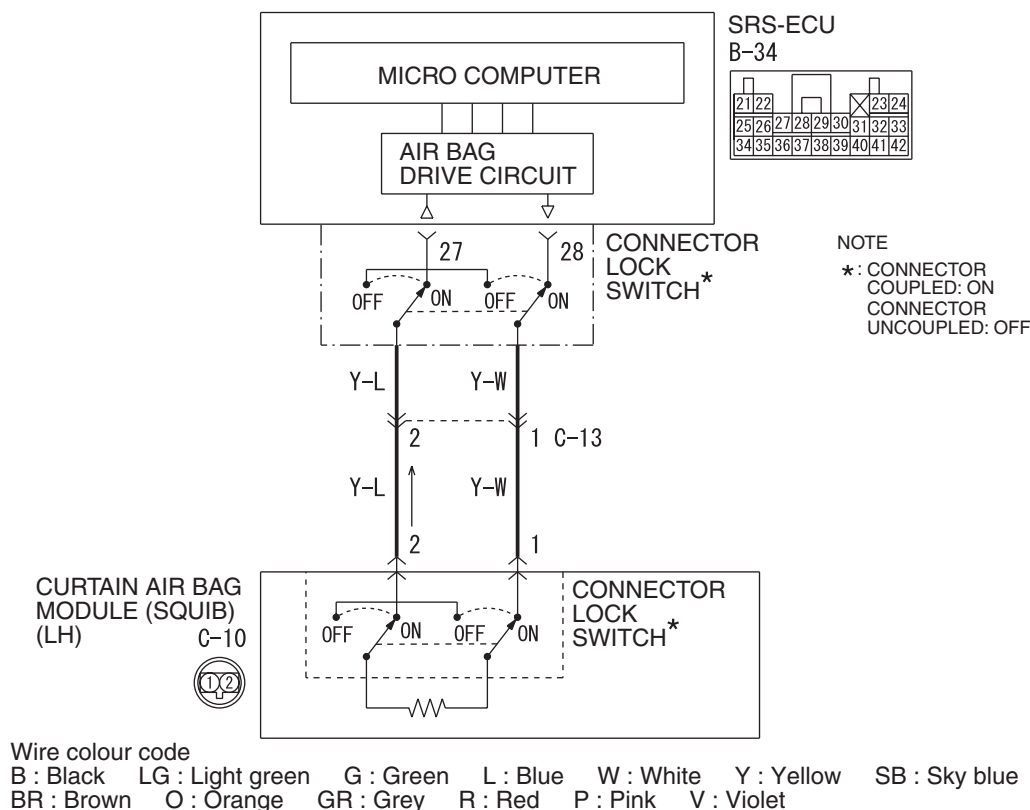 SRS-ECU
B-34
MICRO COMPUTER
21 22 23 24
25 26 27 28 29 30 31 32 33
34 35 36 37 38 39 40 41 42
AIR BAG
DRIVE CIRCUIT
27 28
CONNECTOR
LOCK
SWITCH*
OFF ON OFF ON
NOTE
*: CONNECTOR
COUPLED: ON
CONNECTOR
UNCOUPLED: OFF
Y-L Y-W
2 1 C-13
Y-L Y-W
2 1
CURTAIN AIR BAG
MODULE (SQUIB)
(LH) C-10
1 2
CONNECTOR
LOCK
SWITCH*
OFF ON OFF ON
Wire colour code
B : Black LG : Light green G : Green L : Blue W : White Y : Yellow SB : Sky blue
BR : Brown O : Orange GR : Grey R : Red P : Pink V : Violet